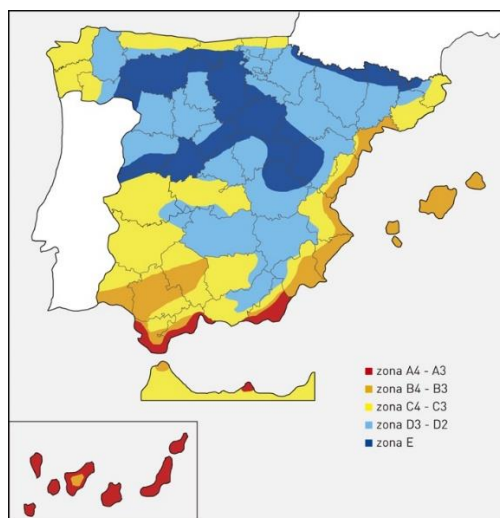 zona A4 - A3
zona B4 - B3
zona C4 - C3
zona D3 - D2
zona E